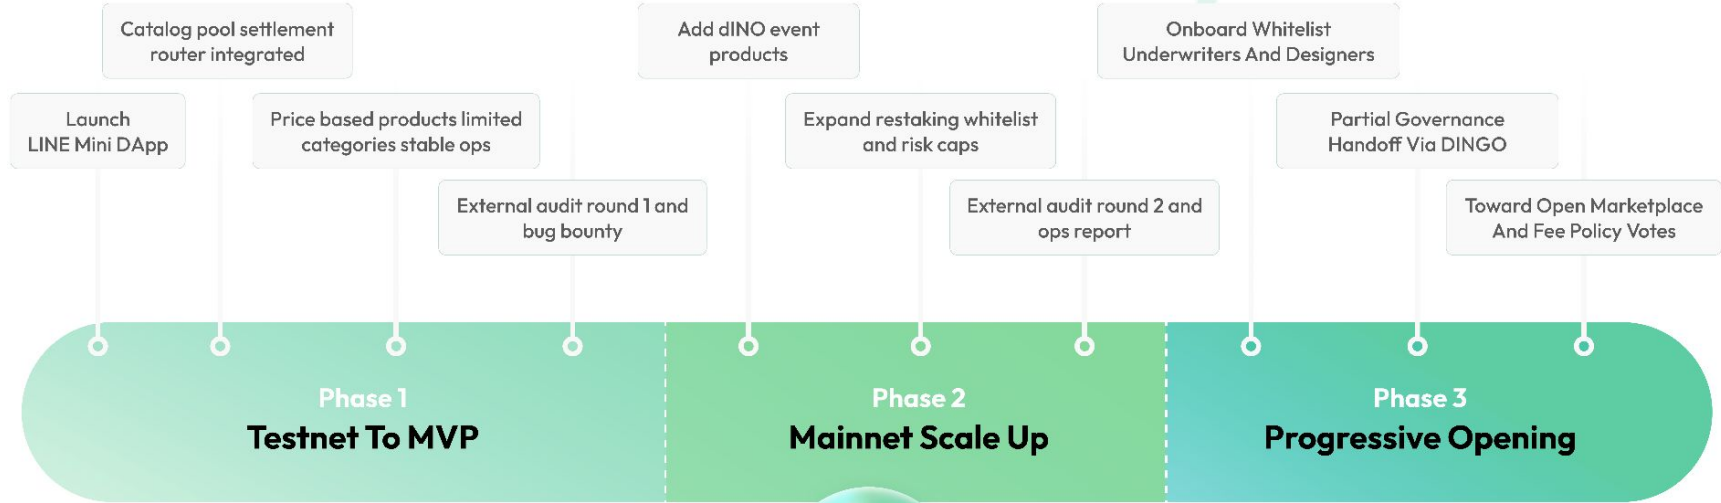 Launch
LINE Mini DApp
Catalog pool settlement
router integrated
Price based products limited
categories stable ops
External audit round 1 and
bug bounty
Add dINO event
products
Expand restaking whitelist
and risk caps
External audit round 2 and
ops report
Onboard Whitelist
Underwriters And Designers
Partial Governance
Handoff Via DINGO
Toward Open Marketplace
And Fee Policy Votes
Phase 1
Testnet To MVP
Phase 2
Mainnet Scale Up
Phase 3
Progressive Opening